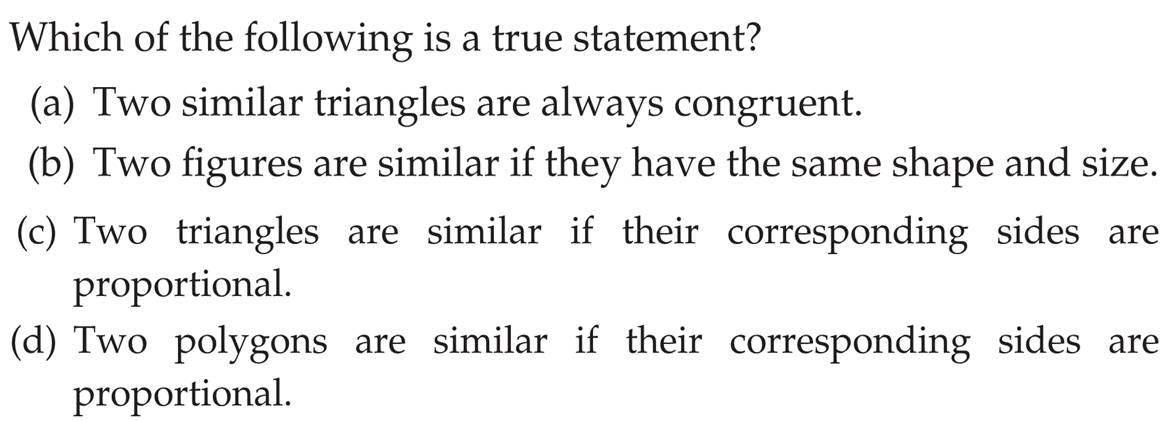 Which of the following is a true statement?
(a) Two similar triangles are always congruent.
(b) Two figures are similar if they have the same shape and size.
(c) Two triangles are similar if their corresponding sides are
proportional.
(d) Two polygons are similar if their corresponding sides are
proportional.